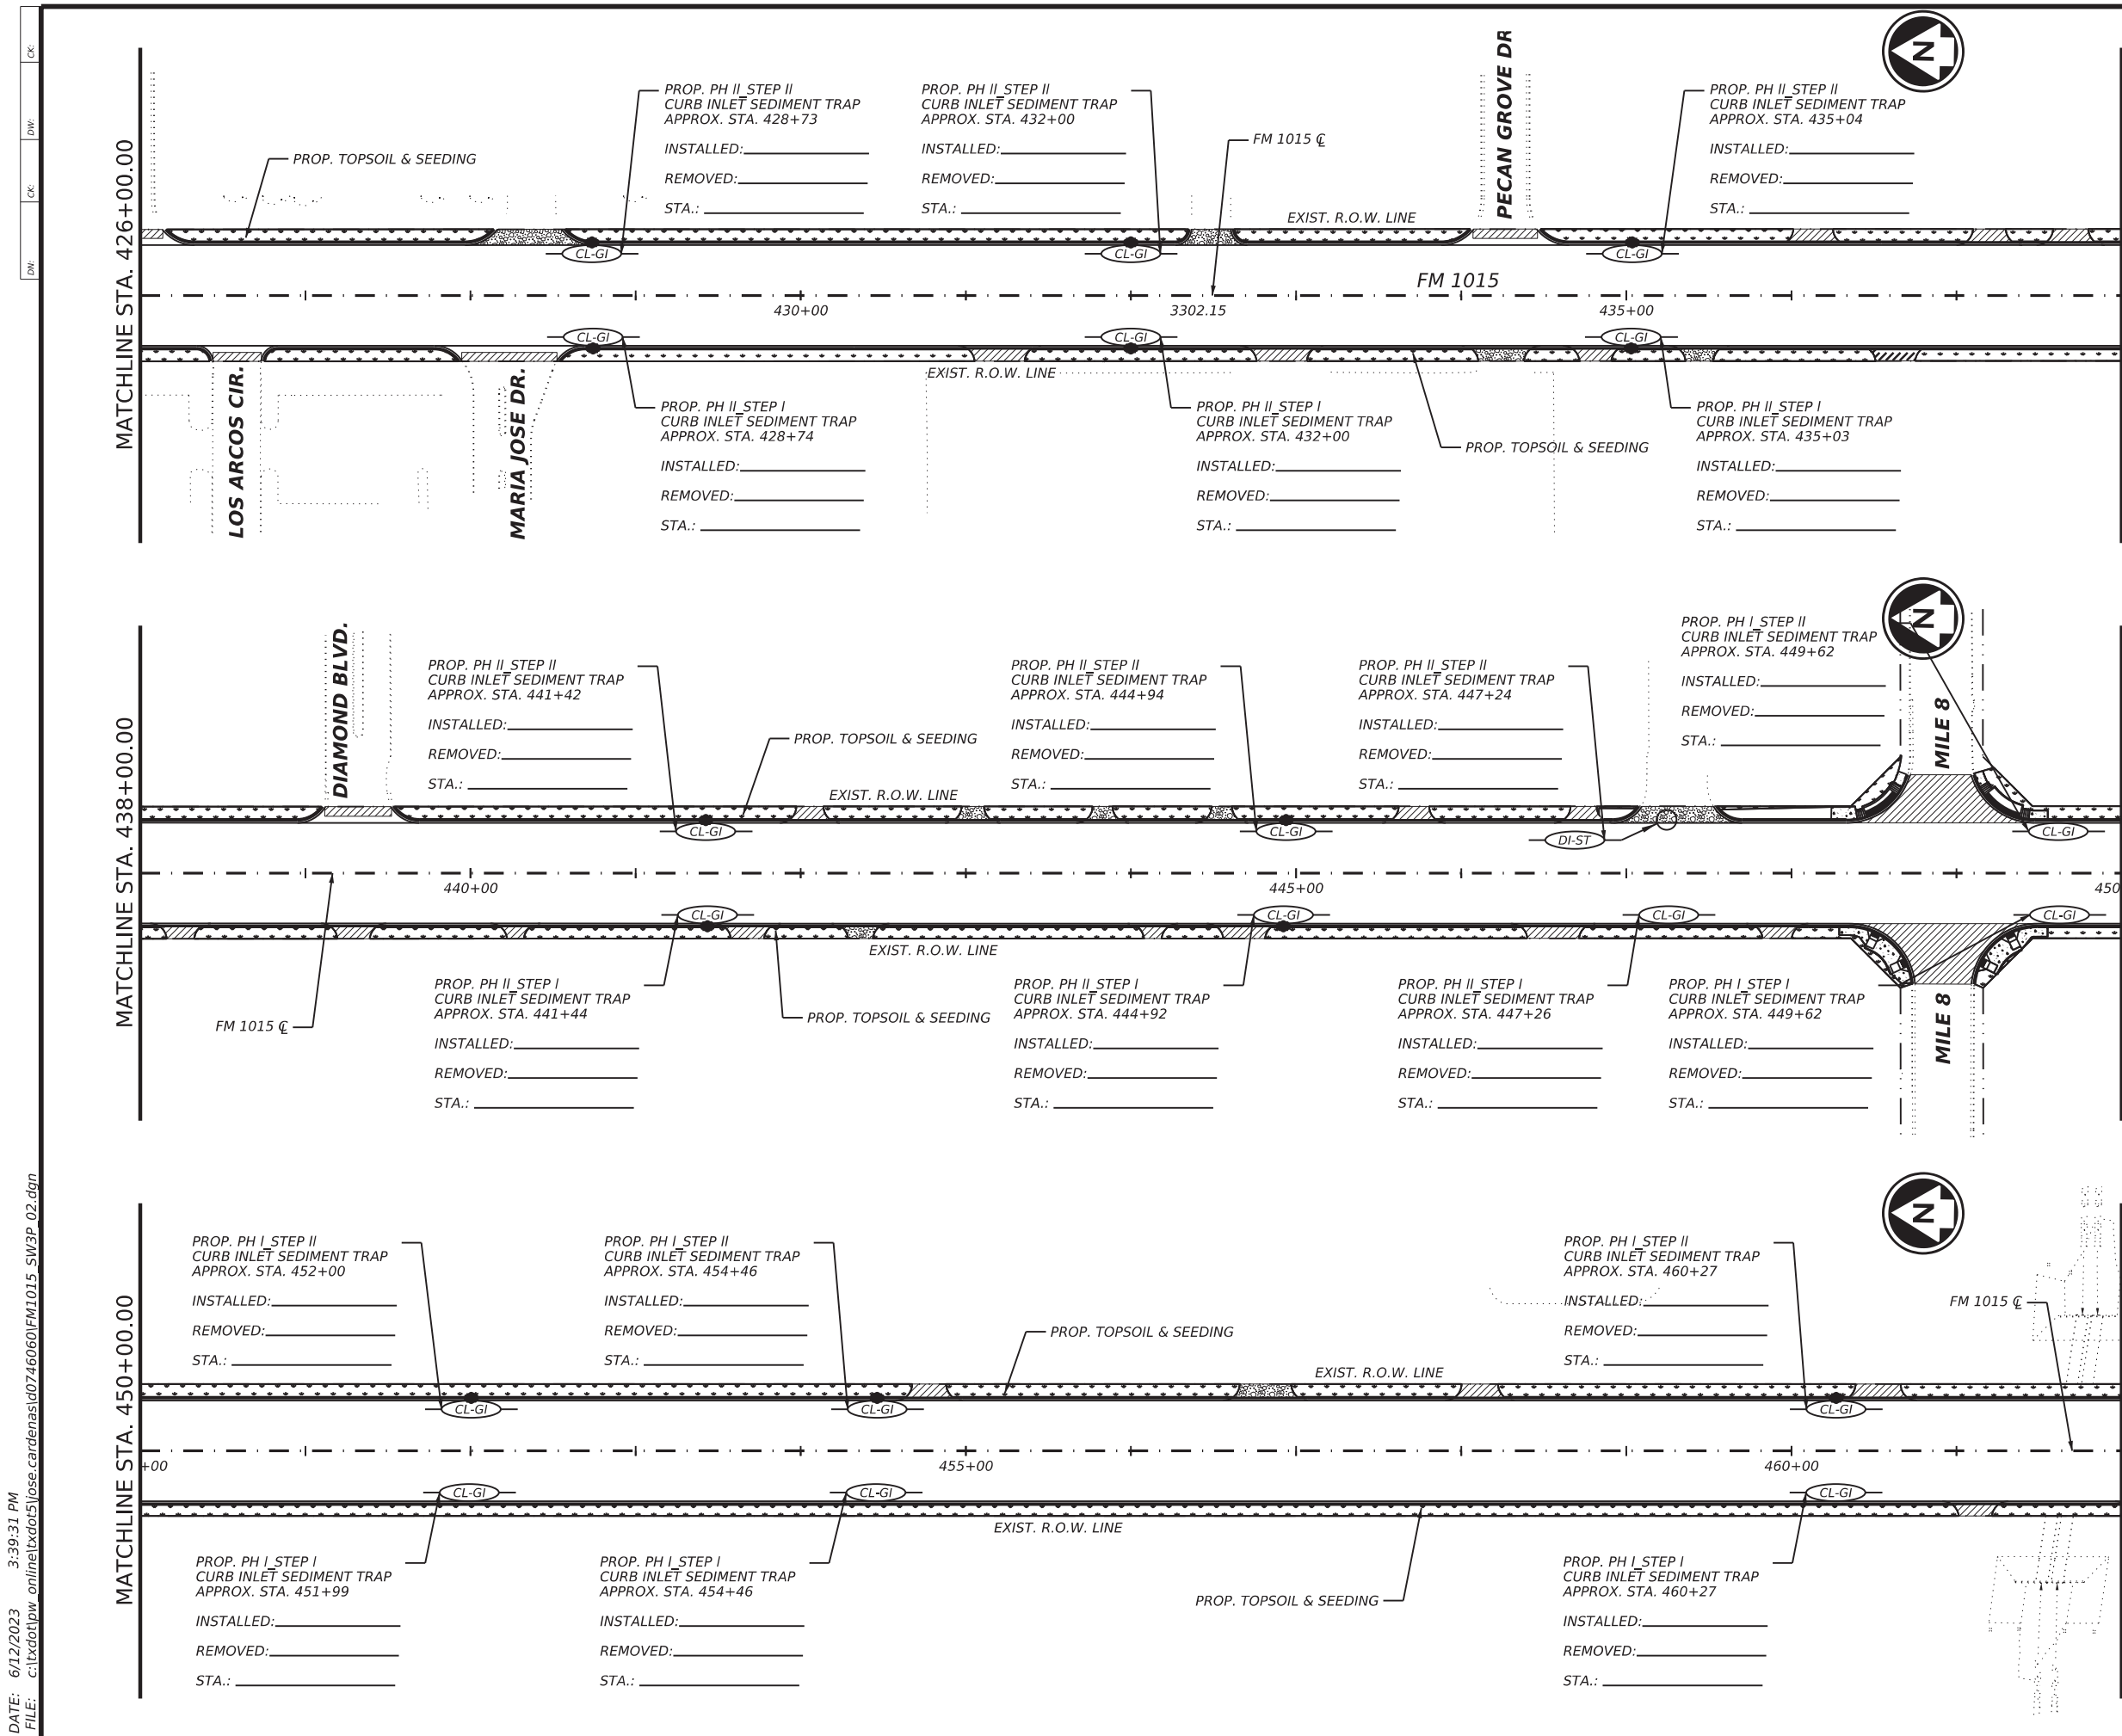 CK:
DW:
CK:
DN:
DATE: 6/12/2023 3:39:31 PM
FILE: c:\txdot\pw_online\txdot5\jose.cardenas\d0746060\FM1015_SW3P_02.dgn
MATCHLINE STA. 426+00.00
PROP. TOPSOIL & SEEDING
PROP. PH II_STEP II
CURB INLET SEDIMENT TRAP
APPROX. STA. 428+73
INSTALLED:
REMOVED:
STA.:
PROP. PH II_STEP II
CURB INLET SEDIMENT TRAP
APPROX. STA. 432+00
INSTALLED:
REMOVED:
STA.:
FM 1015 ℄
PECAN GROVE DR
EXIST. R.O.W. LINE
PROP. PH II_STEP II
CURB INLET SEDIMENT TRAP
APPROX. STA. 435+04
INSTALLED:
REMOVED:
STA.:
N
CL-GI
CL-GI
CL-GI
FM 1015
430+00
3302.15
435+00
CL-GI
CL-GI
CL-GI
LOS ARCOS CIR.
MARIA JOSE DR.
EXIST. R.O.W. LINE
PROP. PH II_STEP I
CURB INLET SEDIMENT TRAP
APPROX. STA. 428+74
INSTALLED:
REMOVED:
STA.:
PROP. PH II_STEP I
CURB INLET SEDIMENT TRAP
APPROX. STA. 432+00
INSTALLED:
REMOVED:
STA.:
PROP. TOPSOIL & SEEDING
PROP. PH II_STEP I
CURB INLET SEDIMENT TRAP
APPROX. STA. 435+03
INSTALLED:
REMOVED:
STA.:
MATCHLINE STA. 438+00.00
DIAMOND BLVD.
PROP. PH II_STEP II
CURB INLET SEDIMENT TRAP
APPROX. STA. 441+42
INSTALLED:
REMOVED:
STA.:
PROP. TOPSOIL & SEEDING
EXIST. R.O.W. LINE
PROP. PH II_STEP II
CURB INLET SEDIMENT TRAP
APPROX. STA. 444+94
INSTALLED:
REMOVED:
STA.:
PROP. PH II_STEP II
CURB INLET SEDIMENT TRAP
APPROX. STA. 447+24
INSTALLED:
REMOVED:
STA.:
PROP. PH I_STEP II
CURB INLET SEDIMENT TRAP
APPROX. STA. 449+62
INSTALLED:
REMOVED:
STA.:
N
MILE 8
CL-GI
CL-GI
DI-ST
CL-GI
440+00
445+00
450
CL-GI
CL-GI
CL-GI
CL-GI
EXIST. R.O.W. LINE
FM 1015 ℄
PROP. PH II_STEP I
CURB INLET SEDIMENT TRAP
APPROX. STA. 441+44
INSTALLED:
REMOVED:
STA.:
PROP. TOPSOIL & SEEDING
PROP. PH II_STEP I
CURB INLET SEDIMENT TRAP
APPROX. STA. 444+92
INSTALLED:
REMOVED:
STA.:
PROP. PH II_STEP I
CURB INLET SEDIMENT TRAP
APPROX. STA. 447+26
INSTALLED:
REMOVED:
STA.:
PROP. PH I_STEP I
CURB INLET SEDIMENT TRAP
APPROX. STA. 449+62
INSTALLED:
REMOVED:
STA.:
MILE 8
MATCHLINE STA. 450+00.00
PROP. PH I_STEP II
CURB INLET SEDIMENT TRAP
APPROX. STA. 452+00
INSTALLED:
REMOVED:
STA.:
PROP. PH I_STEP II
CURB INLET SEDIMENT TRAP
APPROX. STA. 454+46
INSTALLED:
REMOVED:
STA.:
PROP. TOPSOIL & SEEDING
EXIST. R.O.W. LINE
PROP. PH I_STEP II
CURB INLET SEDIMENT TRAP
APPROX. STA. 460+27
INSTALLED:
REMOVED:
STA.:
N
FM 1015 ℄
CL-GI
CL-GI
CL-GI
+00
455+00
460+00
CL-GI
CL-GI
CL-GI
EXIST. R.O.W. LINE
PROP. PH I_STEP I
CURB INLET SEDIMENT TRAP
APPROX. STA. 451+99
INSTALLED:
REMOVED:
STA.:
PROP. PH I_STEP I
CURB INLET SEDIMENT TRAP
APPROX. STA. 454+46
INSTALLED:
REMOVED:
STA.:
PROP. TOPSOIL & SEEDING
PROP. PH I_STEP I
CURB INLET SEDIMENT TRAP
APPROX. STA. 460+27
INSTALLED:
REMOVED:
STA.: